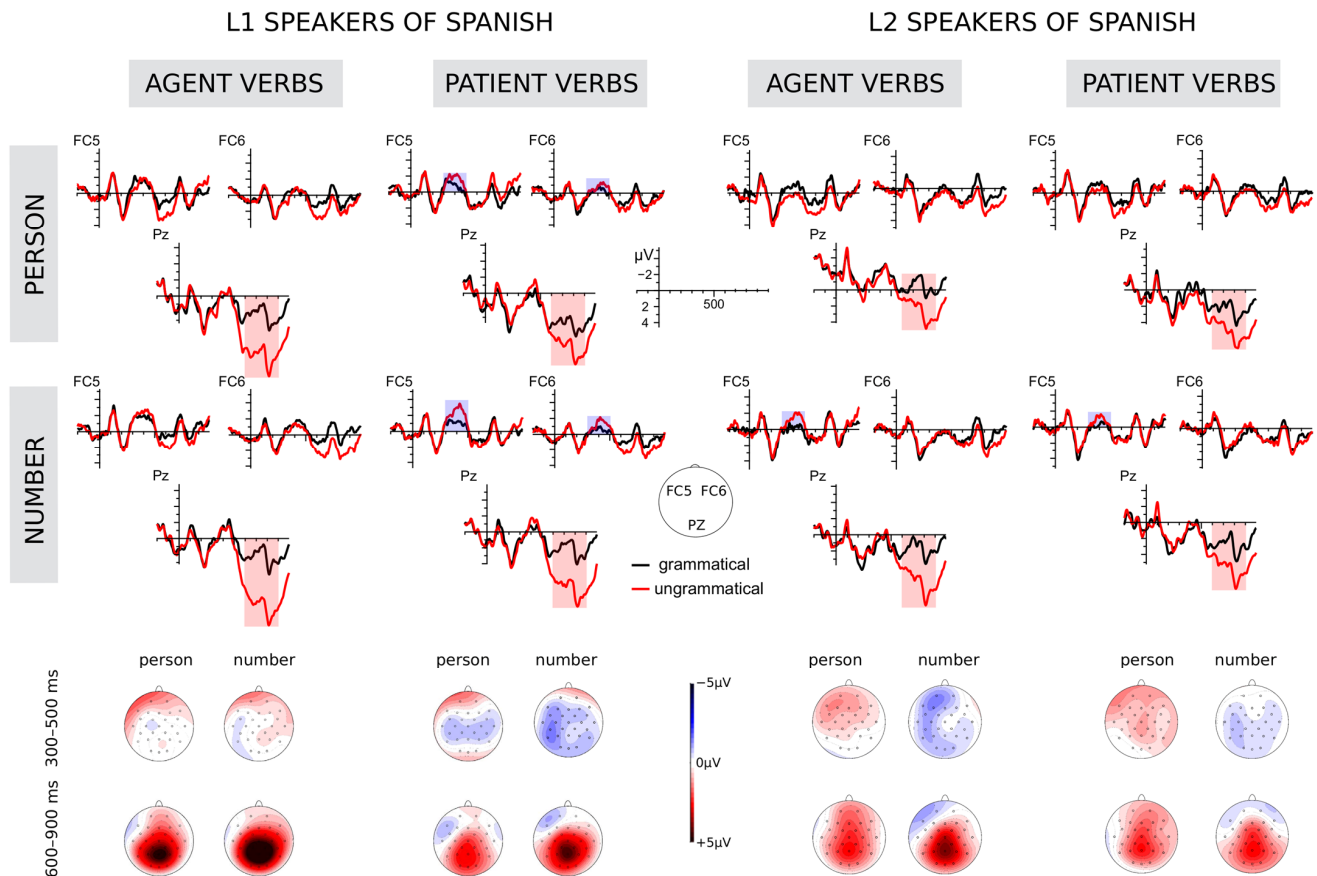 L1 SPEAKERS OF SPANISH
L2 SPEAKERS OF SPANISH
AGENT VERBS
PATIENT VERBS
AGENT VERBS
PATIENT VERBS
PERSON
FC5
FC6
FC5
FC6
FC5
FC6
FC5
FC6
Pz
Pz
Pz
Pz
µV
−2
2
4
500
NUMBER
FC5
FC6
FC5
FC6
FC5
FC6
FC5
FC6
Pz
Pz
Pz
Pz
FC5 FC6
PZ
grammatical
ungrammatical
person
number
person
number
person
number
person
number
300–500 ms
600–900 ms
−5µV
0µV
+5µV